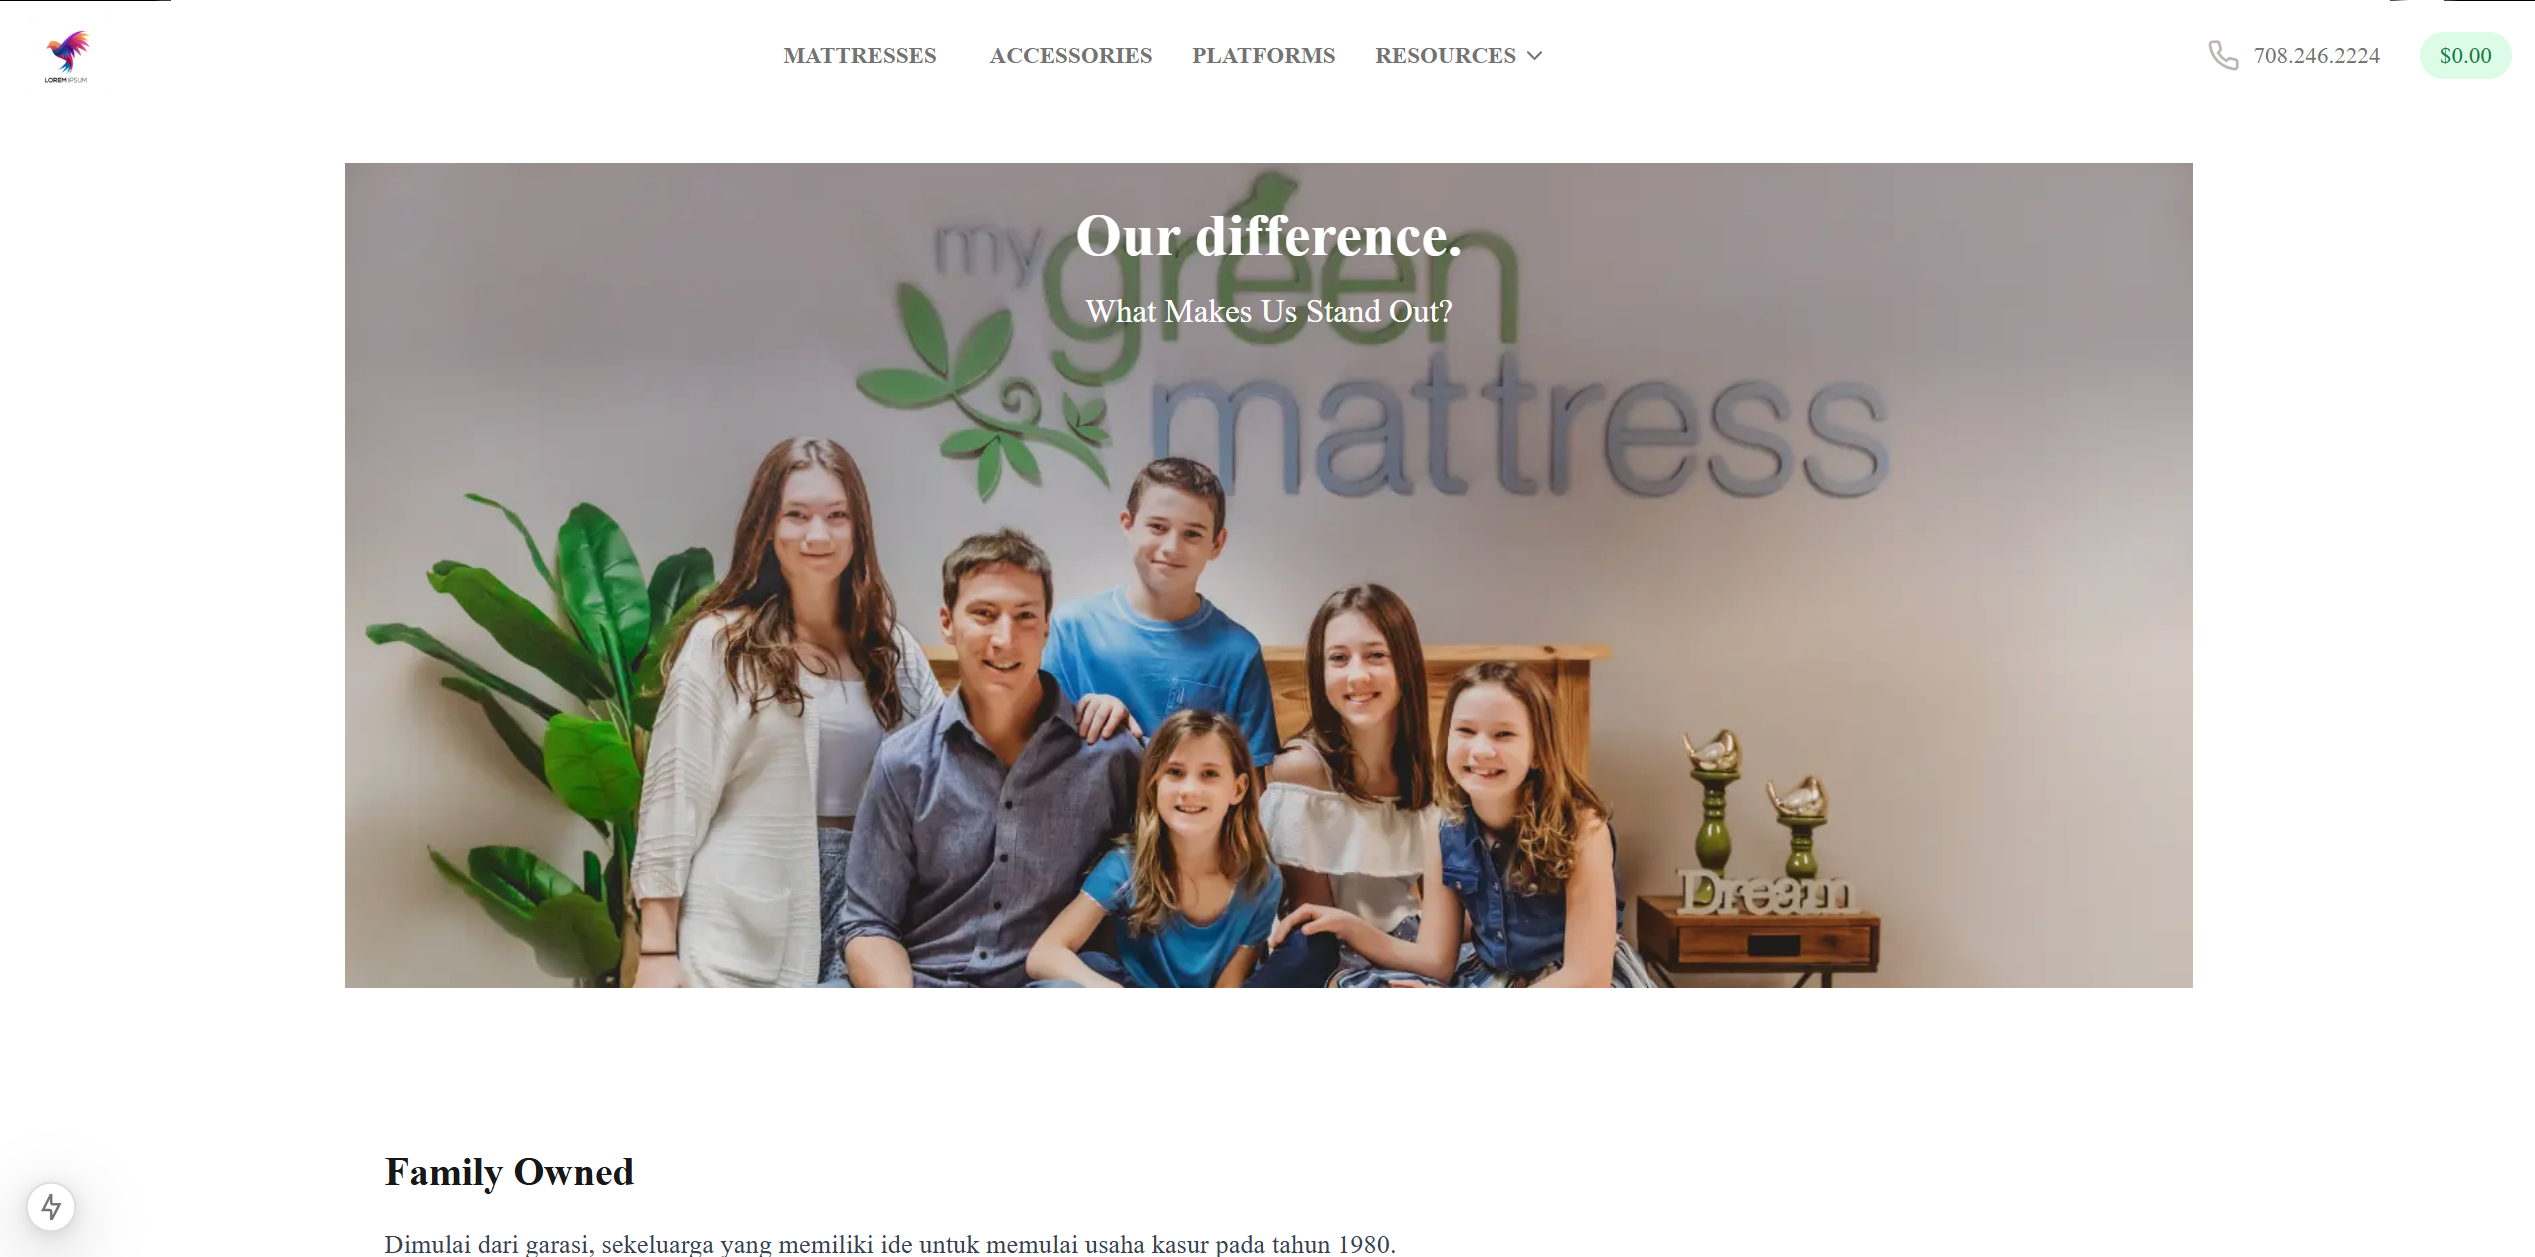 LOREM IPSUM
MATTRESSES ACCESSORIES PLATFORMS RESOURCES
708.246.2224
$0.00
my green mattress
Our difference.
What Makes Us Stand Out?
Dream
Family Owned
Dimulai dari garasi, sekeluarga yang memiliki ide untuk memulai usaha kasur pada tahun 1980.